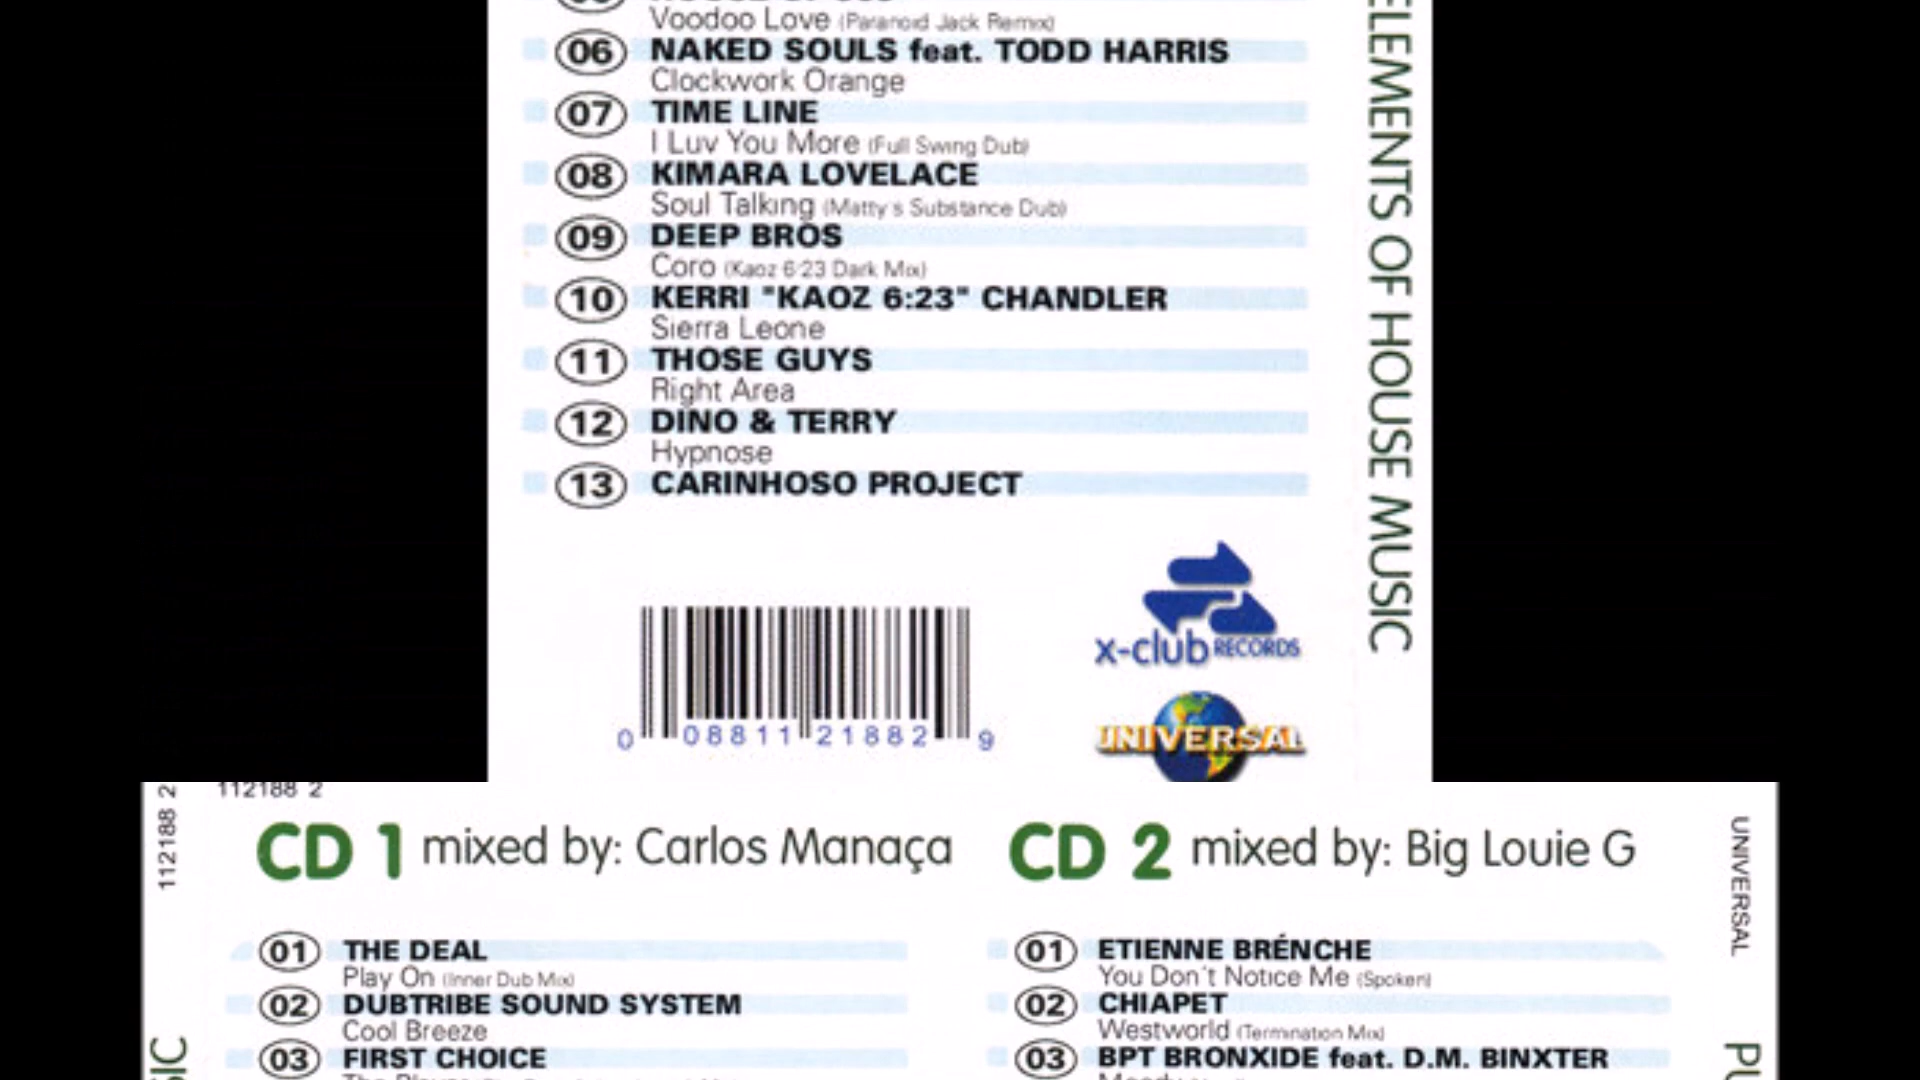 Voodoo Love (Paranoid Jack Remix)
06 NAKED SOULS feat. TODD HARRIS
Clockwork Orange
07 TIME LINE
I Luv You More (Full Swing Dub)
08 KIMARA LOVELACE
Soul Talking (Matty's Substance Dub)
09 DEEP BROS
Coro (Kaoz 6:23 Dark Mix)
10 KERRI "KAOZ 6:23" CHANDLER
Sierra Leone
11 THOSE GUYS
Right Area
12 DINO & TERRY
Hypnose
13 CARINHOSO PROJECT
ELEMENTS OF HOUSE MUSIC
x-club RECORDS
0 08811 21882 9
UNIVERSAL
112188 2
112188 2
CD 1 mixed by: Carlos Manaça
01 THE DEAL
Play On (Inner Dub Mix)
02 DUBTRIBE SOUND SYSTEM
Cool Breeze
03 FIRST CHOICE
CD 2 mixed by: Big Louie G
01 ETIENNE BRÉNCHE
You Don´t Notice Me (Spoken)
02 CHIAPET
Westworld (Termination Mix)
03 BPT BRONXIDE feat. D.M. BINXTER
UNIVERSAL